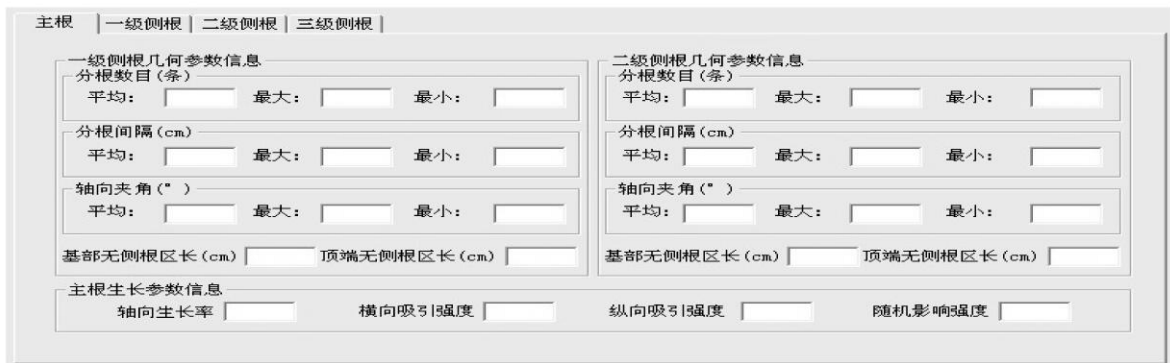 主根 一级侧根 二级侧根 三级侧根
一级侧根几何参数信息
分根数目(条)
平均: 最大: 最小:
分根间隔(cm)
平均: 最大: 最小:
轴向夹角(° )
平均: 最大: 最小:
基部无侧根区长(cm) 顶端无侧根区长(cm)
二级侧根几何参数信息
分根数目(条)
平均: 最大: 最小:
分根间隔(cm)
平均: 最大: 最小:
轴向夹角(° )
平均: 最大: 最小:
基部无侧根区长(cm) 顶端无侧根区长(cm)
主根生长参数信息
轴向生长率 横向吸引强度 纵向吸引强度 随机影响强度